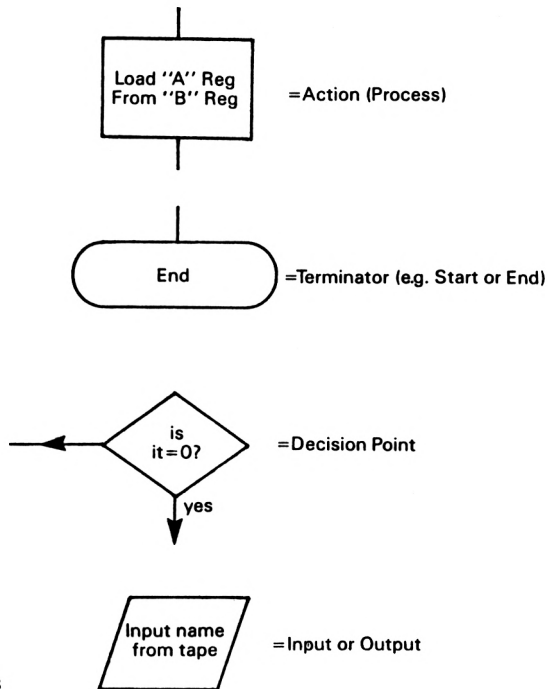 Load "A" Reg
From "B" Reg
=Action (Process)
End
=Terminator (e.g. Start or End)
is
it=0?
=Decision Point
yes
Input name
from tape
=Input or Output